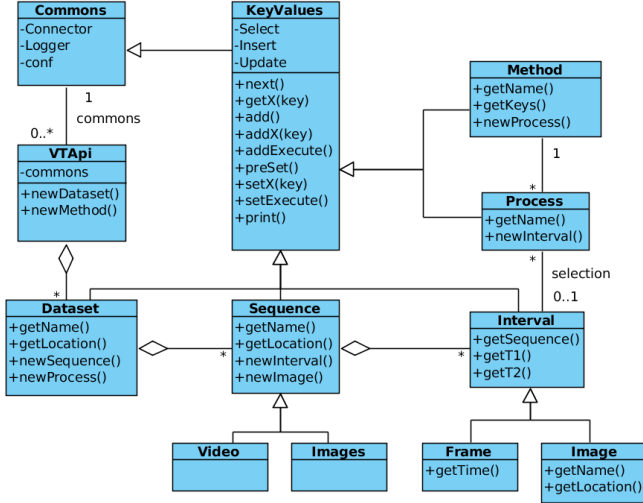 Commons
-Connector
-Logger
-conf
KeyValues
-Select
-Insert
-Update
+next()
+getX(key)
+add()
+addX(key)
+addExecute()
+preSet()
+setX(key)
+setExecute()
+print()
Method
+getName()
+getKeys()
+newProcess()
1
commons
0..*
VTApi
-commons
+newDataset()
+newMethod()
1
*
Process
+getName()
+newInterval()
*
selection
0..1
*
Dataset
+getName()
+getLocation()
+newSequence()
+newProcess()
*
Sequence
+getName()
+getLocation()
+newInterval()
+newImage()
*
Interval
+getSequence()
+getT1()
+getT2()
Video
Images
Frame
+getTime()
Image
+getName()
+getLocation()